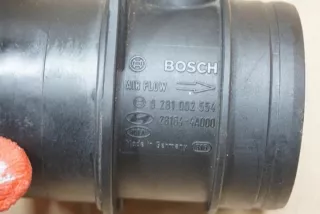 BOSCH
AIR FLOW
0 281 002 554
28164-4A000
Made in Germany